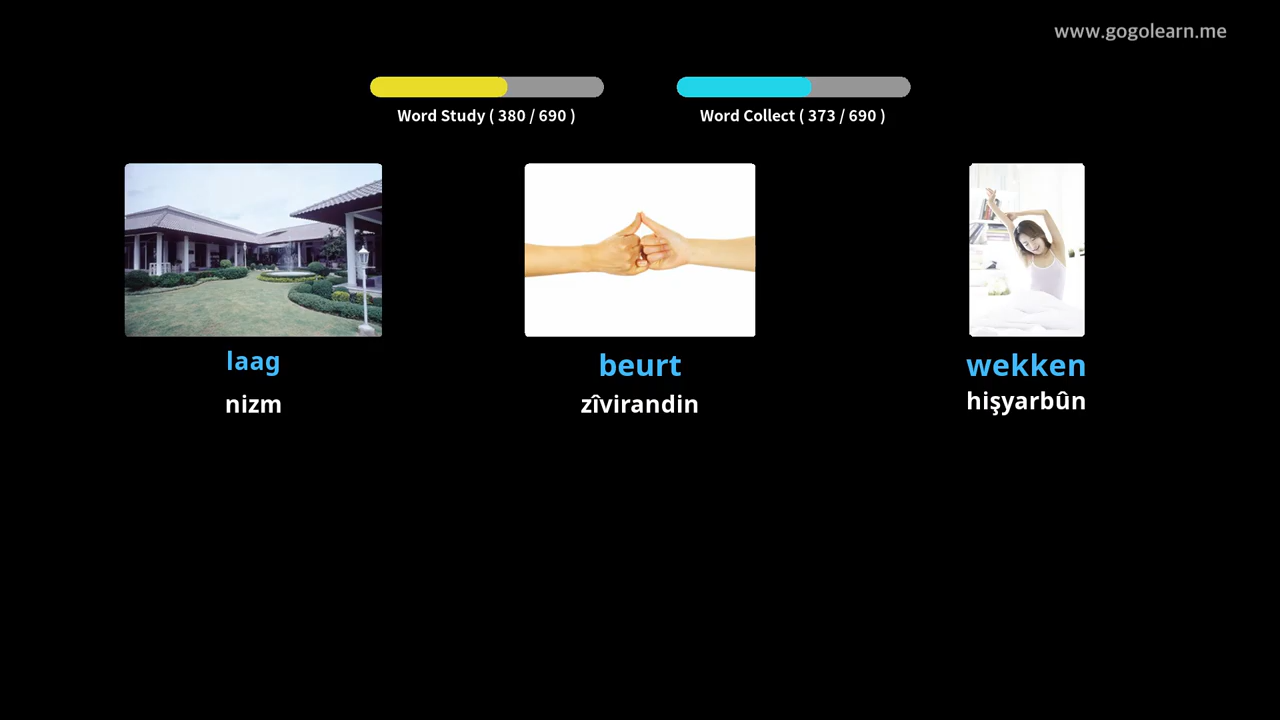 www.gogolearn.me
Word Study ( 380 / 690 )
Word Collect ( 373 / 690 )
laag
beurt
wekken
nizm
zîvirandin
hişyarbûn